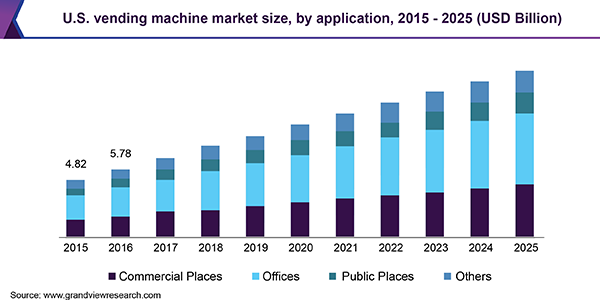 U.S. vending machine market size, by application, 2015 - 2025 (USD Billion)
4.82
5.78
2015 2016 2017 2018 2019 2020 2021 2022 2023 2024 2025
Commercial Places Offices Public Places Others
Source: www.grandviewresearch.com